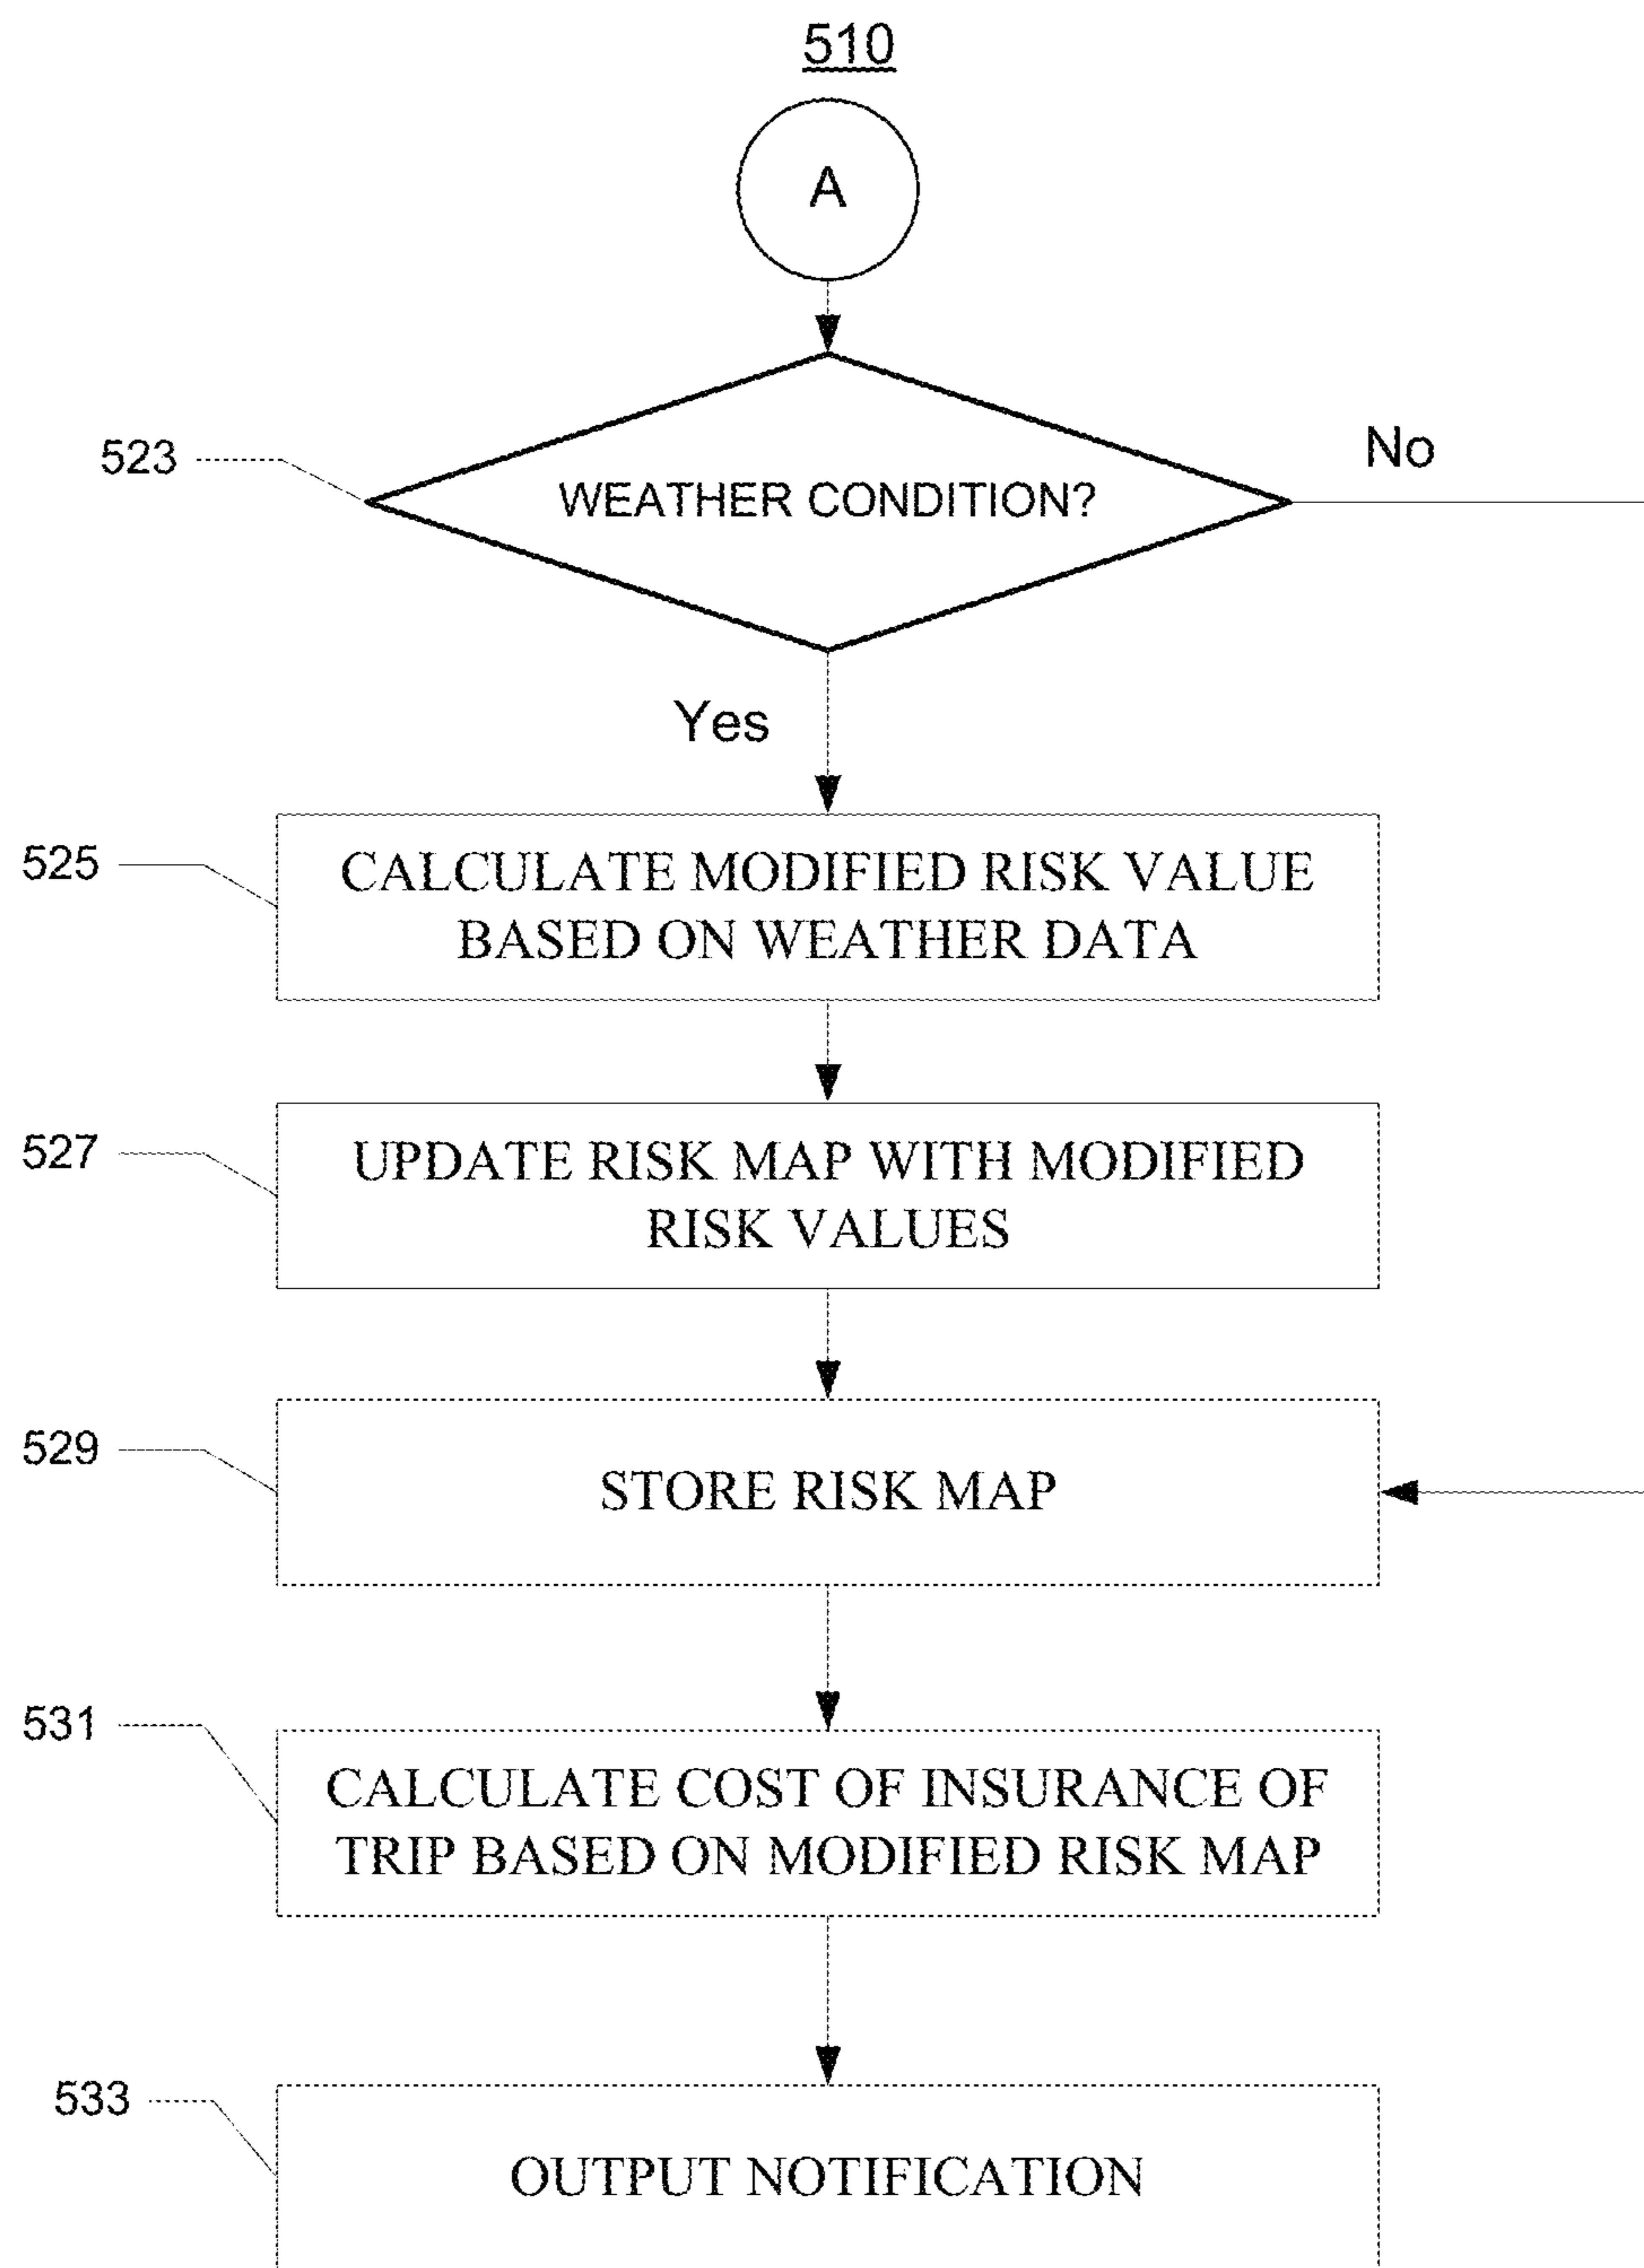 510
A
523
WEATHER CONDITION?
No
Yes
525
CALCULATE MODIFIED RISK VALUE
BASED ON WEATHER DATA
527
UPDATE RISK MAP WITH MODIFIED
RISK VALUES
529
STORE RISK MAP
531
CALCULATE COST OF INSURANCE OF
TRIP BASED ON MODIFIED RISK MAP
533
OUTPUT NOTIFICATION